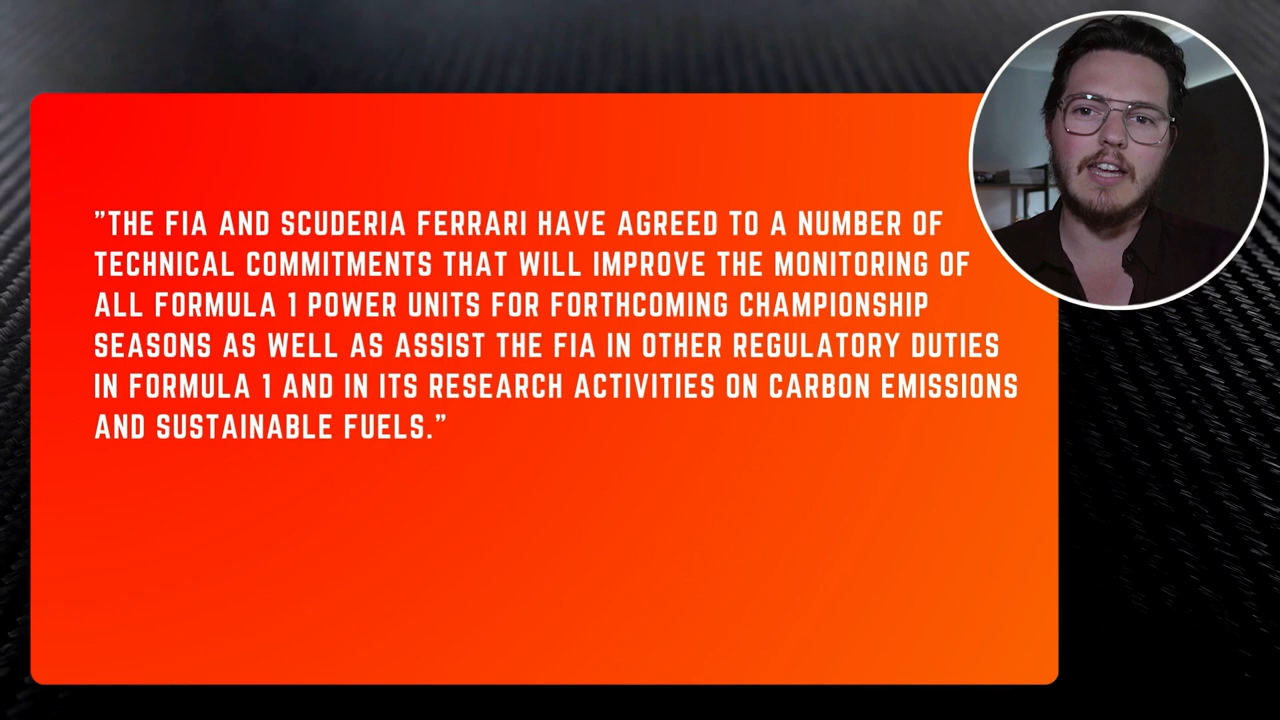 ”THE FIA AND SCUDERIA FERRARI HAVE AGREED TO A NUMBER OF
TECHNICAL COMMITMENTS THAT WILL IMPROVE THE MONITORING OF
ALL FORMULA 1 POWER UNITS FOR FORTHCOMING CHAMPIONSHIP
SEASONS AS WELL AS ASSIST THE FIA IN OTHER REGULATORY DUTIES
IN FORMULA 1 AND IN ITS RESEARCH ACTIVITIES ON CARBON EMISSIONS
AND SUSTAINABLE FUELS.”